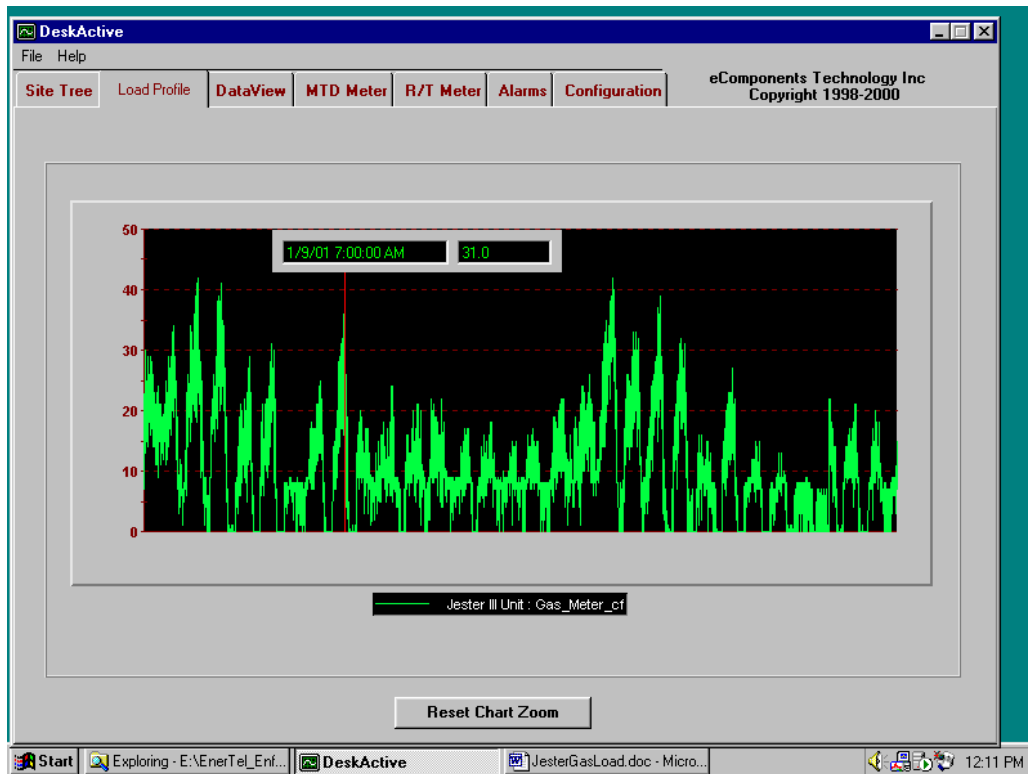 DeskActive
File Help
Site Tree Load Profile DataView MTD Meter R/T Meter Alarms Configuration
eComponents Technology Inc
Copyright 1998-2000
1/9/01 7:00:00 AM 31.0
50
40
30
20
10
0
Jester III Unit : Gas_Meter_cf
Reset Chart Zoom
Start Exploring - E:\EnerTel_Enf... DeskActive JesterGasLoad.doc - Micro... 12:11 PM